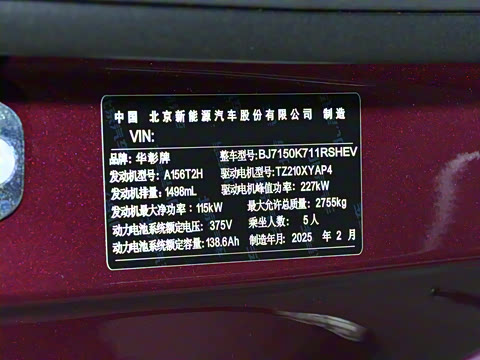 中国 北京新能源汽车股份有限公司 制造
VIN:
品牌: 华彰牌 整车型号: BJ7150K711RSHEV
发动机型号: A156T2H 驱动电机型号: TZ210XYAP4
发动机排量: 1498mL 驱动电机峰值功率: 227kW
发动机最大净功率: 115kW 最大允许总质量: 2755kg
动力电池系统额定电压: 375V 乘坐人数: 5人
动力电池系统额定容量: 138.6Ah 制造年月: 2025 年 2 月